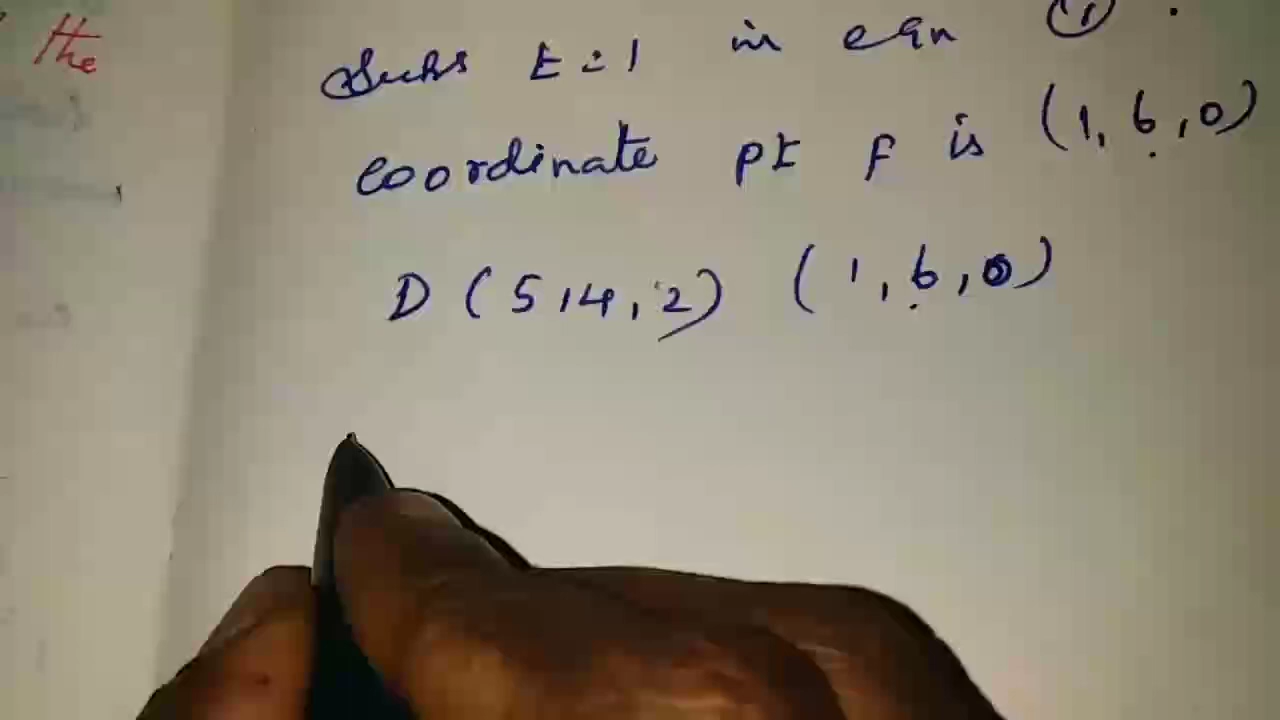 the
Subs t = 1 in eqn ①.
coordinate pt F is (1, 6, 0)
D (5, 4, 2) (1, 6, 0)